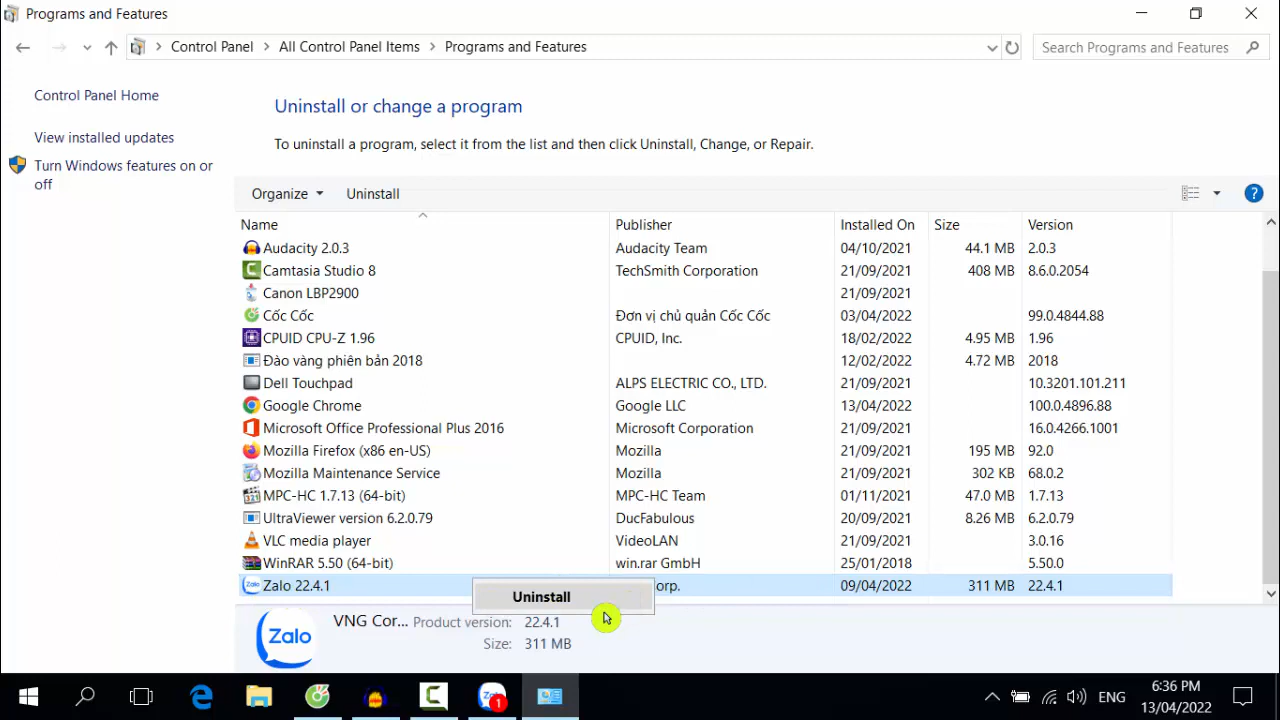 Programs and Features
Control Panel > All Control Panel Items > Programs and Features
Search Programs and Features
Control Panel Home
View installed updates
Turn Windows features on or
off
Uninstall or change a program
To uninstall a program, select it from the list and then click Uninstall, Change, or Repair.
Organize Uninstall
Name Publisher Installed On Size Version
Audacity 2.0.3 Audacity Team 04/10/2021 44.1 MB 2.0.3
Camtasia Studio 8 TechSmith Corporation 21/09/2021 408 MB 8.6.0.2054
Canon LBP2900 21/09/2021
Cốc Cốc Đơn vị chủ quản Cốc Cốc 03/04/2022 99.0.4844.88
CPUID CPU-Z 1.96 CPUID, Inc. 18/02/2022 4.95 MB 1.96
Đào vàng phiên bản 2018 12/02/2022 4.72 MB 2018
Dell Touchpad ALPS ELECTRIC CO., LTD. 21/09/2021 10.3201.101.211
Google Chrome Google LLC 13/04/2022 100.0.4896.88
Microsoft Office Professional Plus 2016 Microsoft Corporation 21/09/2021 16.0.4266.1001
Mozilla Firefox (x86 en-US) Mozilla 21/09/2021 195 MB 92.0
Mozilla Maintenance Service Mozilla 21/09/2021 302 KB 68.0.2
MPC-HC 1.7.13 (64-bit) MPC-HC Team 01/11/2021 47.0 MB 1.7.13
UltraViewer version 6.2.0.79 DucFabulous 20/09/2021 8.26 MB 6.2.0.79
VLC media player VideoLAN 21/09/2021 3.0.16
WinRAR 5.50 (64-bit) win.rar GmbH 25/01/2018 5.50.0
Zalo 22.4.1 orp. 09/04/2022 311 MB 22.4.1
Uninstall
Zalo
VNG Cor... Product version: 22.4.1
Size: 311 MB
1
ENG
6:36 PM
13/04/2022